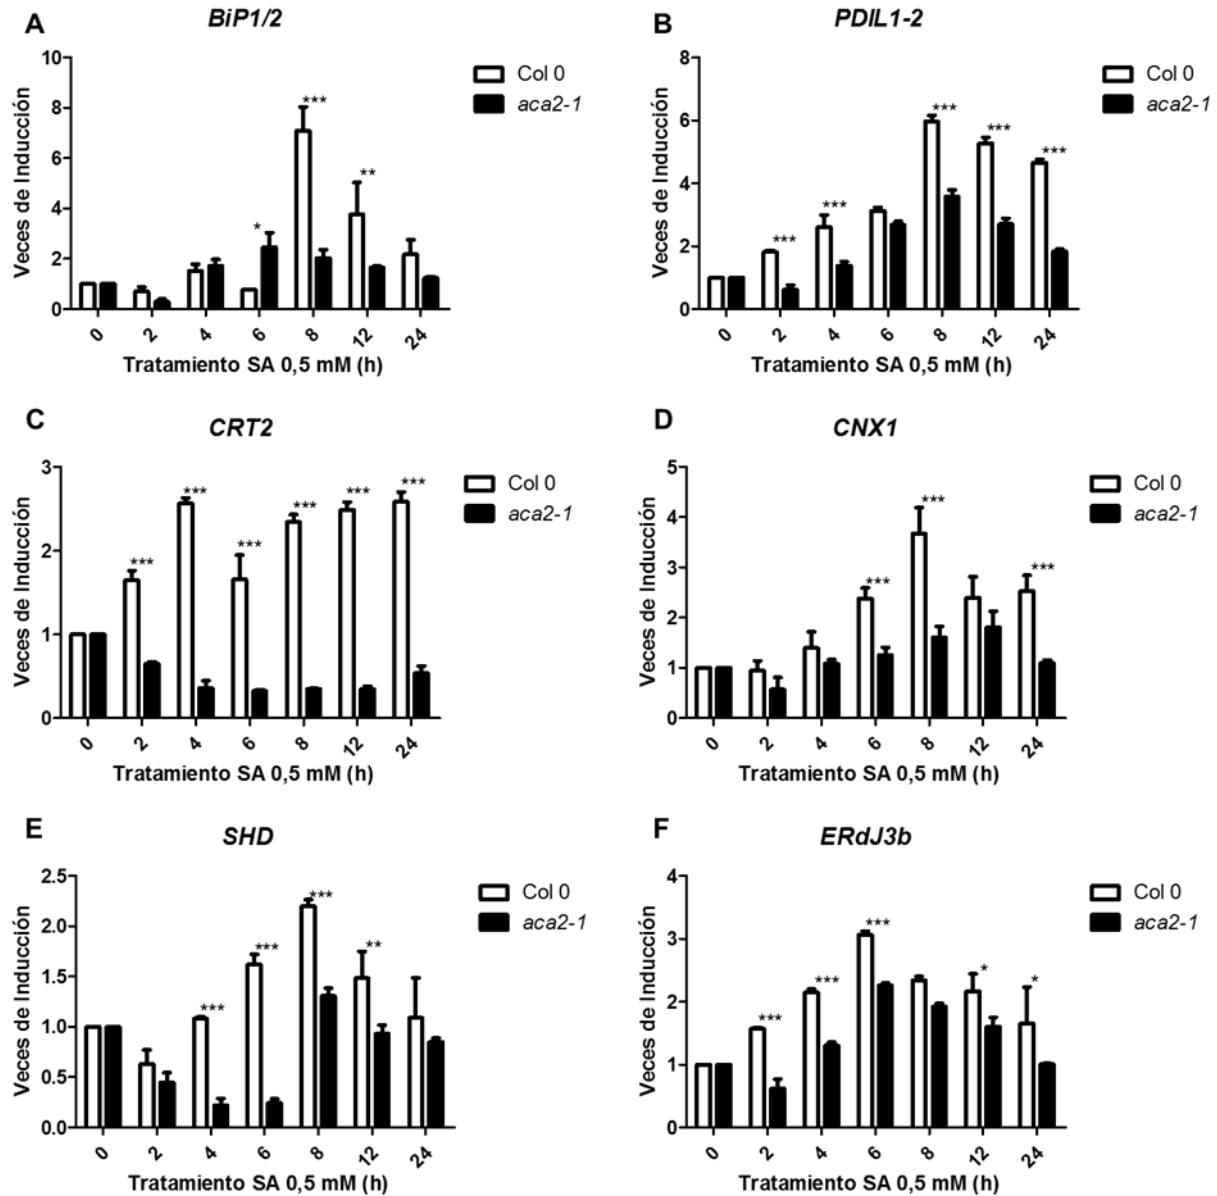 A
BiP1/2
Veces de Inducción
10
8
6
4
2
0
***
**
*
Col 0
aca2-1
0 2 4 6 8 12 24
Tratamiento SA 0,5 mM (h)
B
PDIL1-2
Veces de Inducción
8
6
4
2
0
*** *** *** *** ***
Col 0
aca2-1
0 2 4 6 8 12 24
Tratamiento SA 0,5 mM (h)
C
CRT2
Veces de Inducción
3
2
1
0
*** *** *** *** *** ***
Col 0
aca2-1
0 2 4 6 8 12 24
Tratamiento SA 0,5 mM (h)
D
CNX1
Veces de Inducción
5
4
3
2
1
0
*** *** ***
Col 0
aca2-1
0 2 4 6 8 12 24
Tratamiento SA 0,5 mM (h)
E
SHD
Veces de Inducción
2.5
2.0
1.5
1.0
0.5
0.0
*** *** *** **
Col 0
aca2-1
0 2 4 6 8 12 24
Tratamiento SA 0,5 mM (h)
F
ERdJ3b
Veces de Inducción
4
3
2
1
0
*** *** *** * *
Col 0
aca2-1
0 2 4 6 8 12 24
Tratamiento SA 0,5 mM (h)